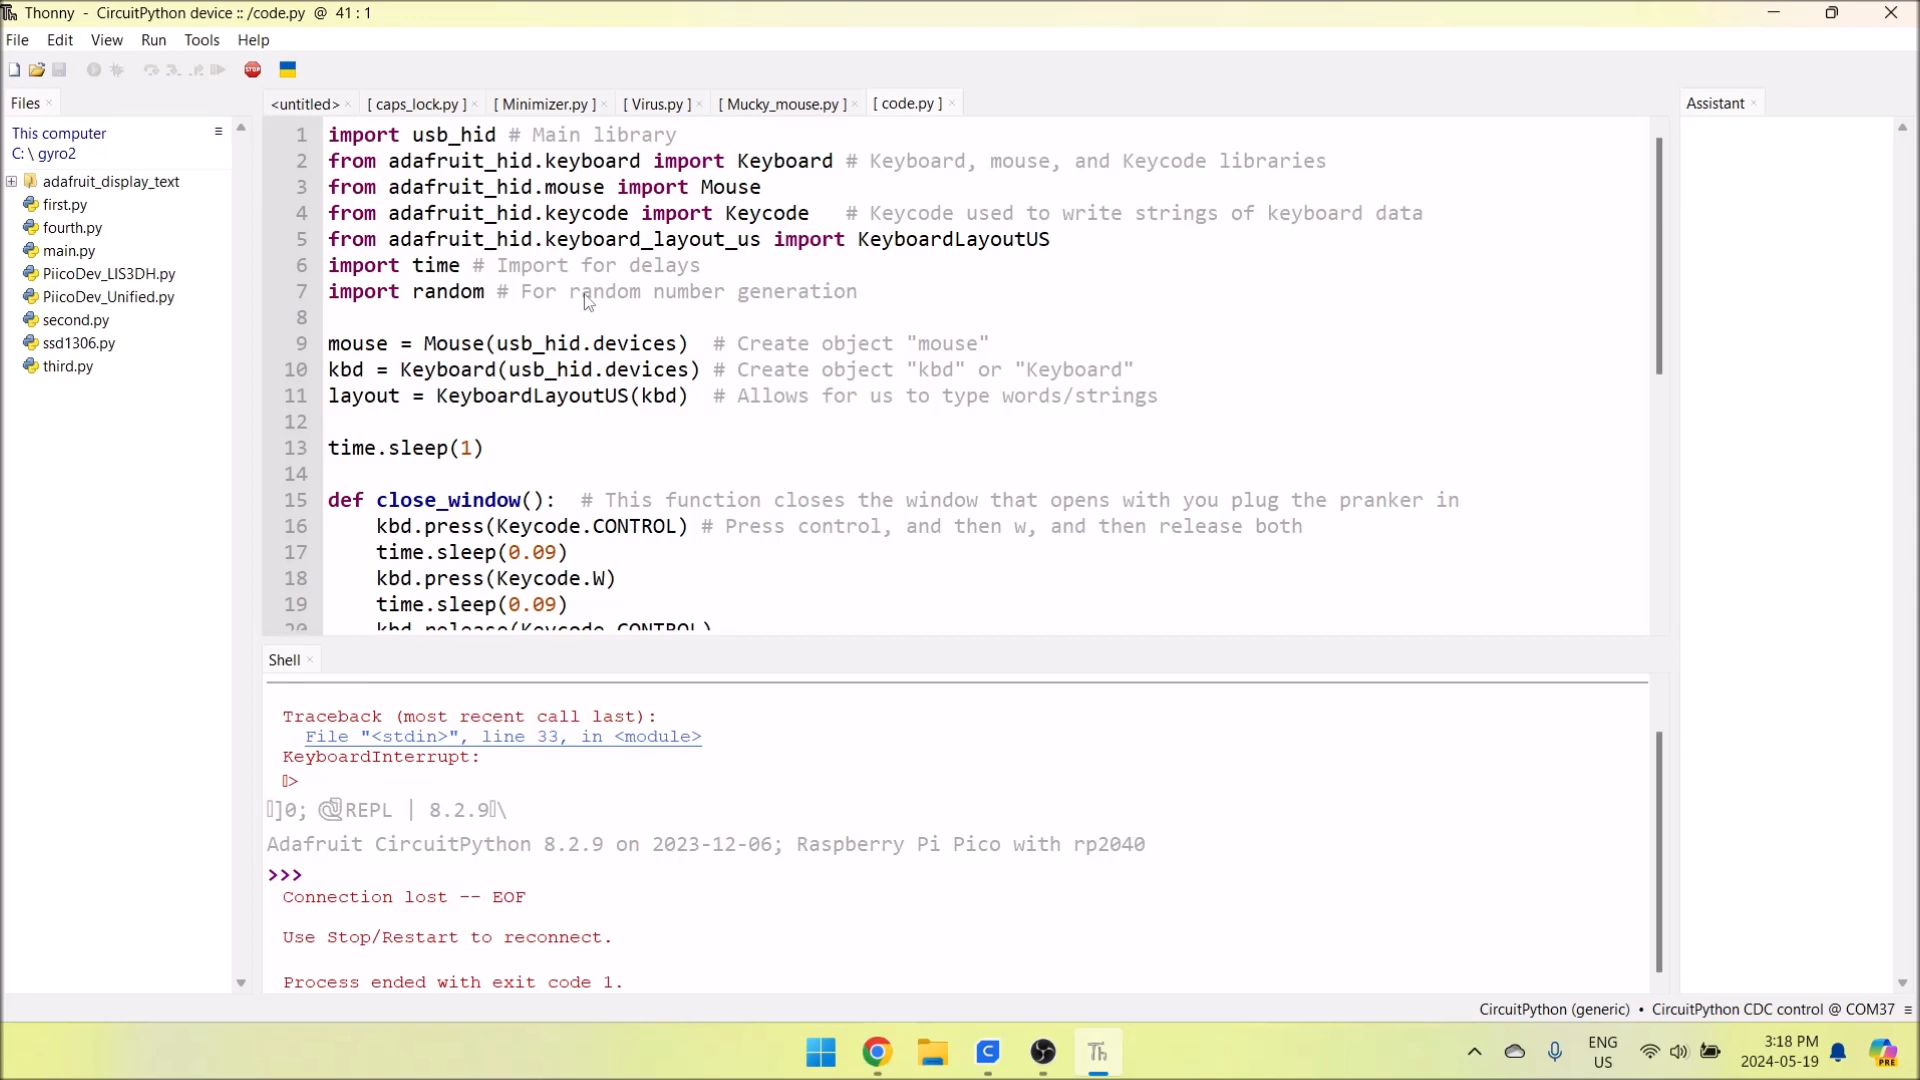 Thonny - CircuitPython device :: /code.py @ 41 : 1
File Edit View Run Tools Help
STOP
Files
<untitled> [ caps_lock.py ] [ Minimizer.py ] [ Virus.py ] [ Mucky_mouse.py ] [ code.py ]
Assistant
This computer
C: \ gyro2
adafruit_display_text
first.py
fourth.py
main.py
PiicoDev_LIS3DH.py
PiicoDev_Unified.py
second.py
ssd1306.py
third.py
1 import usb_hid # Main library
2 from adafruit_hid.keyboard import Keyboard # Keyboard, mouse, and Keycode libraries
3 from adafruit_hid.mouse import Mouse
4 from adafruit_hid.keycode import Keycode # Keycode used to write strings of keyboard data
5 from adafruit_hid.keyboard_layout_us import KeyboardLayoutUS
6 import time # Import for delays
7 import random # For random number generation
8
9 mouse = Mouse(usb_hid.devices) # Create object "mouse"
10 kbd = Keyboard(usb_hid.devices) # Create object "kbd" or "Keyboard"
11 layout = KeyboardLayoutUS(kbd) # Allows for us to type words/strings
12
13 time.sleep(1)
14
15 def close_window(): # This function closes the window that opens with you plug the pranker in
16 kbd.press(Keycode.CONTROL) # Press control, and then w, and then release both
17 time.sleep(0.09)
18 kbd.press(Keycode.W)
19 time.sleep(0.09)
20 kbd.release(Keycode.CONTROL)
Shell
Traceback (most recent call last):
File "<stdin>", line 33, in <module>
KeyboardInterrupt:
>
]0; REPL | 8.2.9\
Adafruit CircuitPython 8.2.9 on 2023-12-06; Raspberry Pi Pico with rp2040
>>>
Connection lost -- EOF
Use Stop/Restart to reconnect.
Process ended with exit code 1.
CircuitPython (generic) • CircuitPython CDC control @ COM37
C
Th
ENG
US
3:18 PM
2024-05-19
PRE